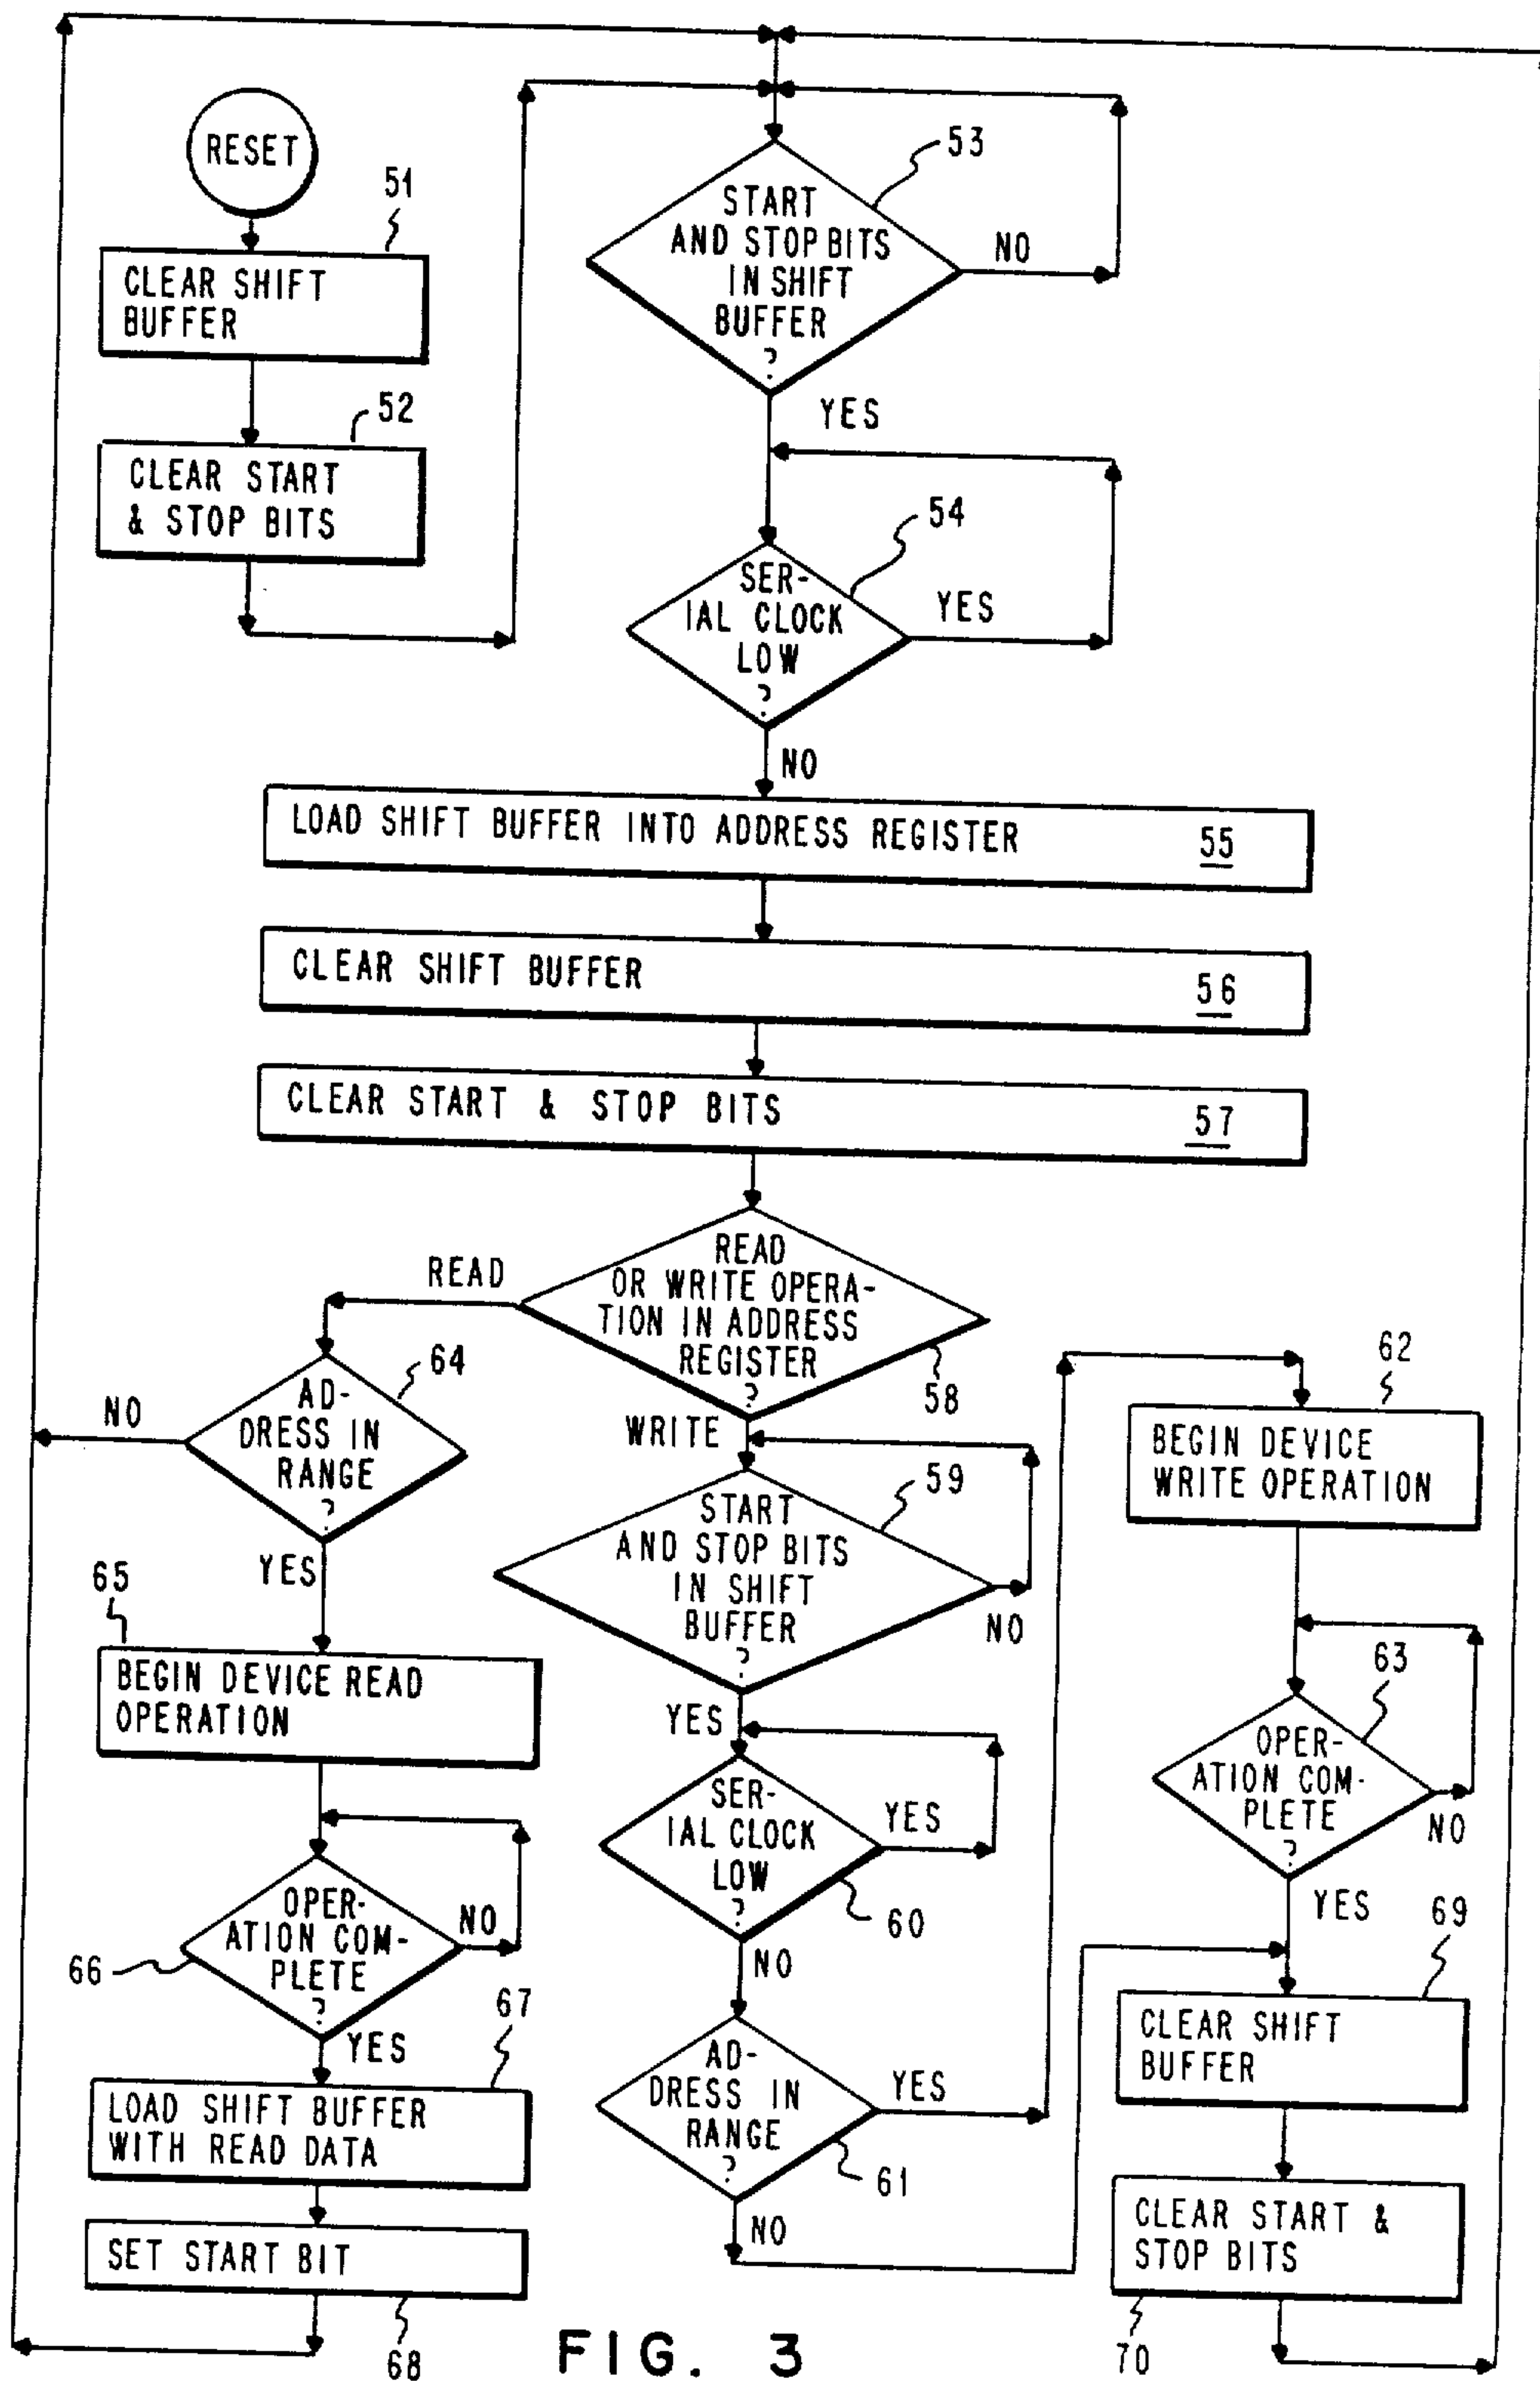 RESET
51
CLEAR SHIFT
BUFFER
52
CLEAR START
& STOP BITS
53
START
AND STOP BITS
IN SHIFT
BUFFER
?
NO
YES
54
SER-
IAL CLOCK
LOW
?
YES
NO
LOAD SHIFT BUFFER INTO ADDRESS REGISTER 55
CLEAR SHIFT BUFFER 56
CLEAR START & STOP BITS 57
READ
OR WRITE OPERA-
TION IN ADDRESS
REGISTER
?
58
READ
WRITE
64
AD-
DRESS IN
RANGE
?
NO
YES
65
BEGIN DEVICE READ
OPERATION
OPER-
ATION COM-
PLETE
?
NO
66
YES
67
LOAD SHIFT BUFFER
WITH READ DATA
SET START BIT
68
59
START
AND STOP BITS
IN SHIFT
BUFFER
?
NO
YES
SER-
IAL CLOCK
LOW
?
YES
60
NO
AD-
DRESS IN
RANGE
?
YES
61
NO
62
BEGIN DEVICE
WRITE OPERATION
63
OPER-
ATION COM-
PLETE
?
NO
YES
69
CLEAR SHIFT
BUFFER
CLEAR START &
STOP BITS
70
FIG. 3